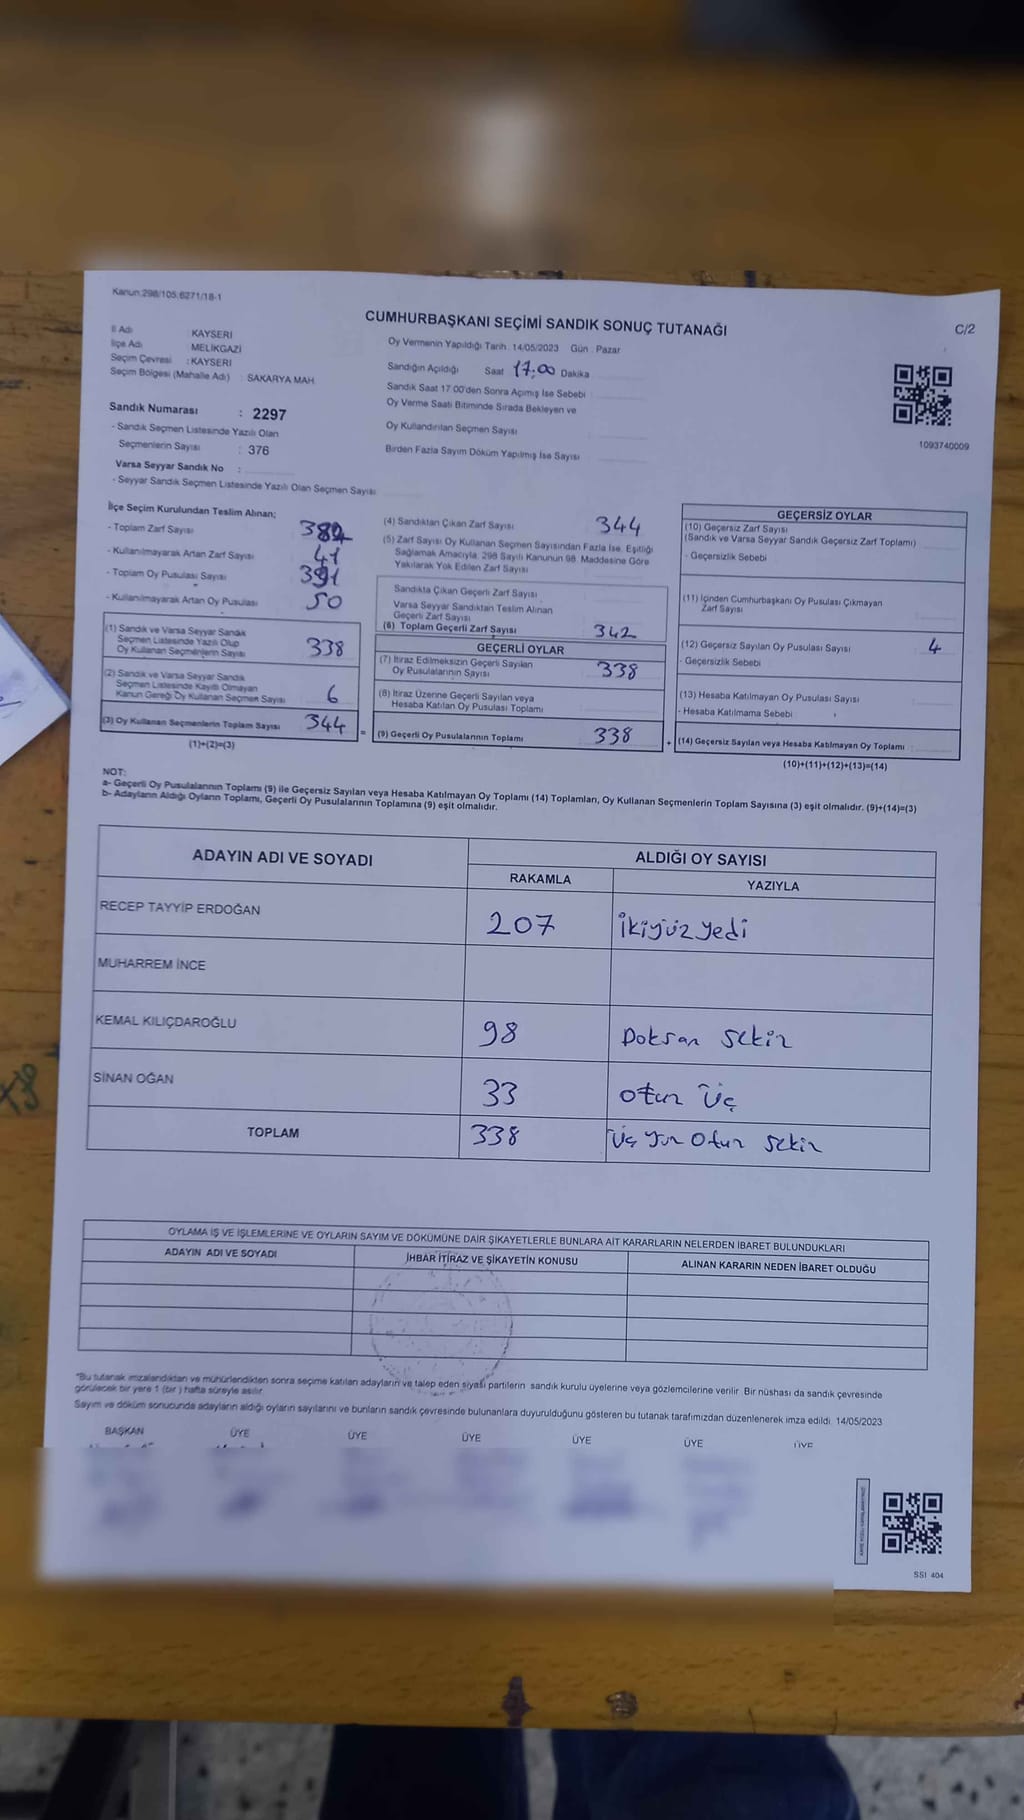 Kanun:298/105;6271/18-1
CUMHURBAŞKANI SEÇİMİ SANDIK SONUÇ TUTANAĞI
C/2
İl Adı : KAYSERİ
İlçe Adı : MELİKGAZİ
Seçim Çevresi : KAYSERİ
Seçim Bölgesi (Mahalle Adı) : SAKARYA MAH.
Oy Vermenin Yapıldığı Tarih :14/05/2023 Gün : Pazar
Sandığın Açıldığı Saat 17:00 Dakika
Sandık Saat 17:00'den Sonra Açımış İse Sebebi
Oy Verme Saati Bitiminde Sırada Bekleyen ve
Oy Kullandırılan Seçmen Sayısı
Birden Fazla Sayım Döküm Yapılmış İse Sayısı
1093740009
Sandık Numarası : 2297
- Sandık Seçmen Listesinde Yazılı Olan
Seçmenlerin Sayısı : 376
Varsa Seyyar Sandık No :
- Seyyar Sandık Seçmen Listesinde Yazılı Olan Seçmen Sayısı
İlçe Seçim Kurulundan Teslim Alınan;
- Toplam Zarf Sayısı
- Kullanılmayarak Artan Zarf Sayısı 41
- Toplam Oy Pusulası Sayısı 391
- Kullanılmayarak Artan Oy Pusulası 50
(1) Sandık ve Varsa Seyyar Sandık
Seçmen Listesinde Yazılı Olup
Oy Kullanan Seçmenlerin Sayısı 338
(2) Sandık ve Varsa Seyyar Sandık
Seçmen Listesinde Kayıtlı Olmayan
Kanun Gereği Oy Kullanan Seçmen Sayısı 6
(3) Oy Kullanan Seçmenlerin Toplam Sayısı 344
(1)+(2)=(3)
=
(4) Sandıktan Çıkan Zarf Sayısı 344
(5) Zarf Sayısı Oy Kullanan Seçmen Sayısından Fazla İse, Eşitliği
Sağlamak Amacıyla, 298 Sayılı Kanunun 98. Maddesine Göre
Yakılarak Yok Edilen Zarf Sayısı
Sandıkta Çıkan Geçerli Zarf Sayısı
Varsa Seyyar Sandıktan Teslim Alınan
Geçerli Zarf Sayısı
(6) Toplam Geçerli Zarf Sayısı 342
GEÇERLİ OYLAR
(7) İtiraz Edilmeksizin Geçerli Sayılan
Oy Pusulalarının Sayısı 338
(8) İtiraz Üzerine Geçerli Sayılan veya
Hesaba Katılan Oy Pusulası Toplamı
(9) Geçerli Oy Pusulalarının Toplamı 338
+
GEÇERSİZ OYLAR
(10) Geçersiz Zarf Sayısı
(Sandık ve Varsa Seyyar Sandık Geçersiz Zarf Toplamı)
- Geçersizlik Sebebi
(11) İçinden Cumhurbaşkanı Oy Pusulası Çıkmayan
Zarf Sayısı
(12) Geçersiz Sayılan Oy Pusulası Sayısı 4
- Geçersizlik Sebebi
(13) Hesaba Katılmayan Oy Pusulası Sayısı
- Hesaba Katılmama Sebebi
(14) Geçersiz Sayılan veya Hesaba Katılmayan Oy Toplamı :
(10)+(11)+(12)+(13)=(14)
NOT:
a- Geçerli Oy Pusulalarının Toplamı (9) ile Geçersiz Sayılan veya Hesaba Katılmayan Oy Toplamı (14) Toplamları, Oy Kullanan Seçmenlerin Toplam Sayısına (3) eşit olmalıdır. (9)+(14)=(3)
b- Adayların Aldığı Oyların Toplamı, Geçerli Oy Pusulalarının Toplamına (9) eşit olmalıdır.
ADAYIN ADI VE SOYADI
ALDIĞI OY SAYISI
RAKAMLA YAZIYLA
RECEP TAYYİP ERDOĞAN 207 ikiyüz yedi
MUHARREM İNCE
KEMAL KILIÇDAROĞLU 98 Doksan sekiz
SİNAN OĞAN 33 otuz üç
TOPLAM 338 üç yüz otuz sekiz
OYLAMA İŞ VE İŞLEMLERİNE VE OYLARIN SAYIM VE DÖKÜMÜNE DAİR ŞİKAYETLERLE BUNLARA AİT KARARLARIN NELERDEN İBARET BULUNDUKLARI
ADAYIN ADI VE SOYADI İHBAR İTİRAZ VE ŞİKAYETİN KONUSU ALINAN KARARIN NEDEN İBARET OLDUĞU
*Bu tutanak imzalandıktan ve mühürlendikten sonra seçime katılan adayların ve talep eden siyasi partilerin sandık kurulu üyelerine veya gözlemcilerine verilir. Bir nüshası da sandık çevresinde
görülecek bir yere 1 (bir ) hafta süreyle asılır.
Sayım ve döküm sonucunda adayların aldığı oyların sayılarını ve bunların sandık çevresinde bulunanlara duyurulduğunu gösteren bu tutanak tarafımızdan düzenlenerek imza edildi. 14/05/2023
BAŞKAN ÜYE ÜYE ÜYE ÜYE ÜYE ÜYE
SSI 404